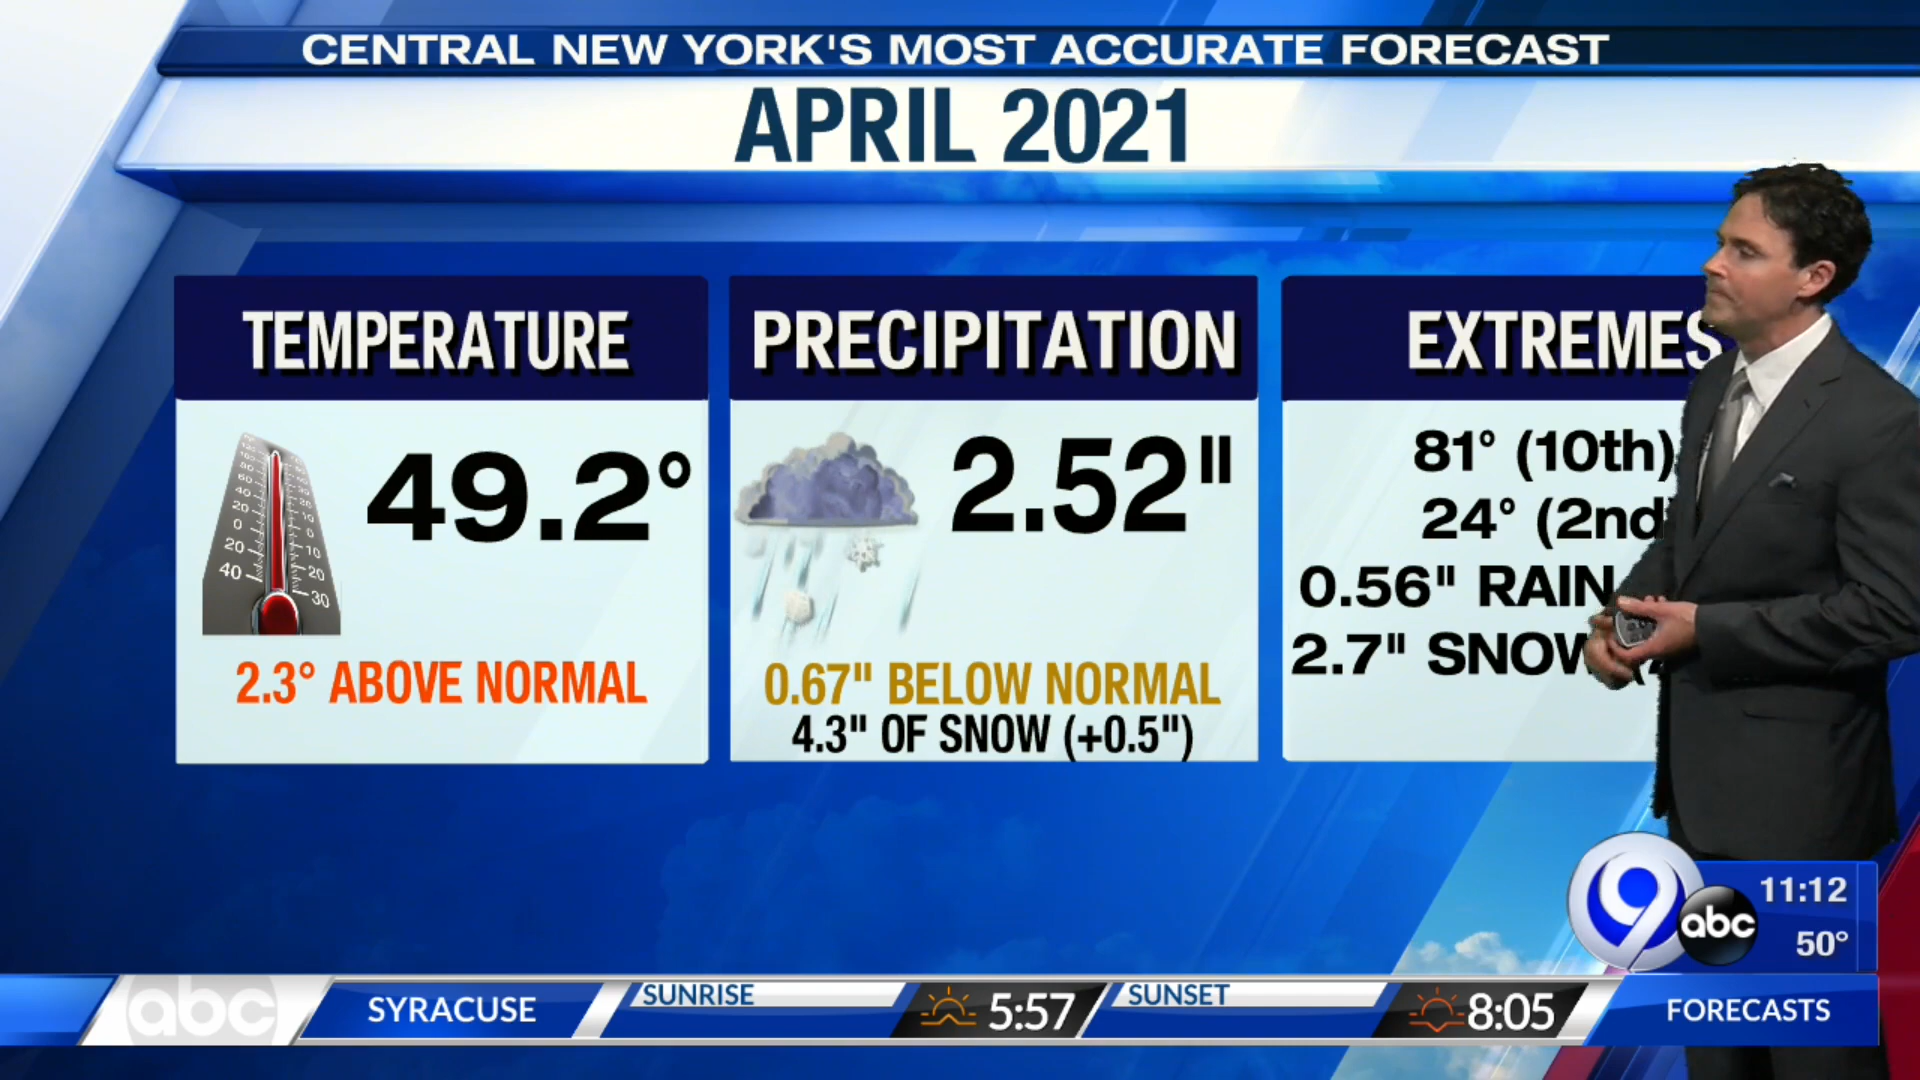 CENTRAL NEW YORK'S MOST ACCURATE FORECAST
APRIL 2021
TEMPERATURE
49.2°
2.3° ABOVE NORMAL
PRECIPITATION
2.52"
0.67" BELOW NORMAL
4.3" OF SNOW (+0.5")
EXTREMES
81° (10th)
24° (2nd
0.56" RAIN
2.7" SNOW
9 abc
11:12
50°
abc
SYRACUSE
SUNRISE
5:57
SUNSET
8:05
FORECASTS